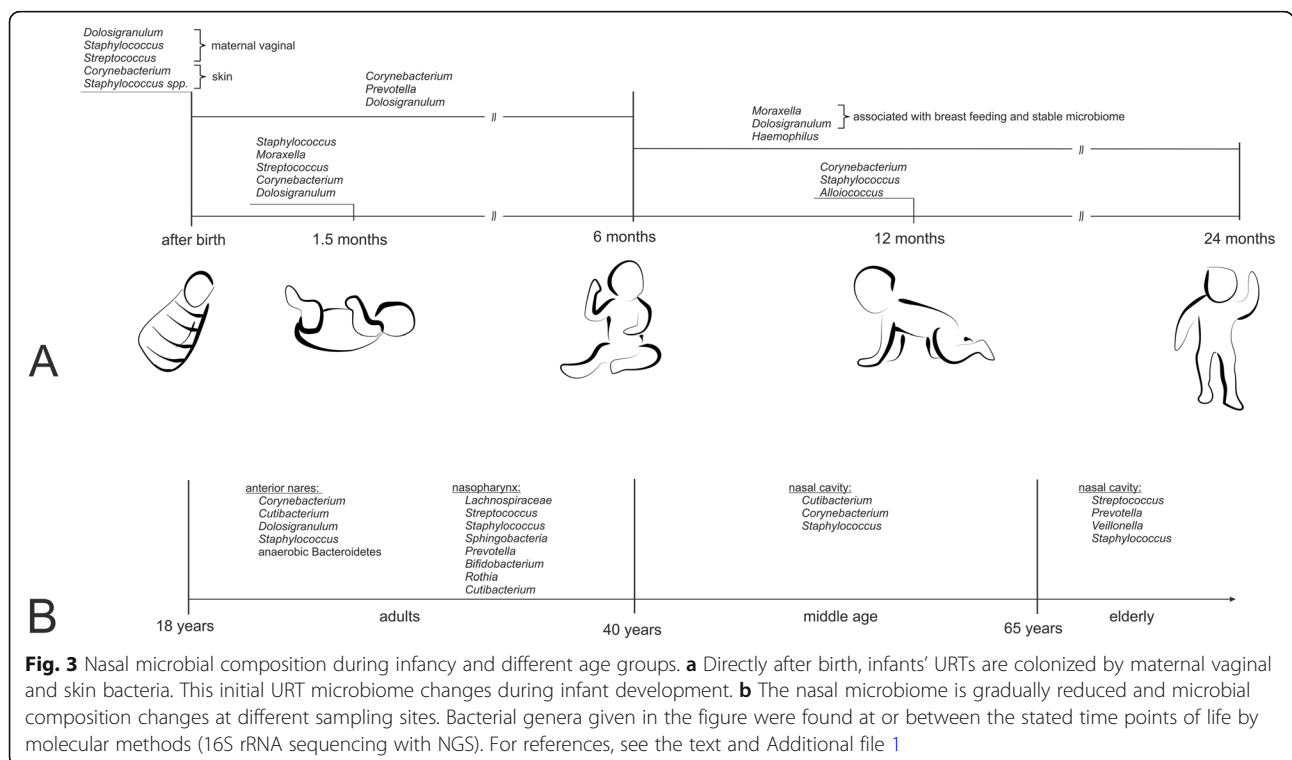 Dolosigranulum
Staphylococcus
Streptococcus
maternal vaginal
Corynebacterium
Staphylococcus spp.
skin
Corynebacterium
Prevotella
Dolosigranulum
Moraxella
Dolosigranulum
associated with breast feeding and stable microbiome
Haemophilus
Staphylococcus
Moraxella
Streptococcus
Corynebacterium
Dolosigranulum
Corynebacterium
Staphylococcus
Alloiococcus
//
//
//
//
after birth
1.5 months
6 months
12 months
24 months
A
anterior nares:
Corynebacterium
Cutibacterium
Dolosigranulum
Staphylococcus
anaerobic Bacteroidetes
nasopharynx:
Lachnospiraceae
Streptococcus
Staphylococcus
Sphingobacteria
Prevotella
Bifidobacterium
Rothia
Cutibacterium
nasal cavity:
Cutibacterium
Corynebacterium
Staphylococcus
nasal cavity:
Streptococcus
Prevotella
Veillonella
Staphylococcus
B
18 years
adults
40 years
middle age
65 years
elderly
Fig. 3 Nasal microbial composition during infancy and different age groups. a Directly after birth, infants' URTs are colonized by maternal vaginal
and skin bacteria. This initial URT microbiome changes during infant development. b The nasal microbiome is gradually reduced and microbial
composition changes at different sampling sites. Bacterial genera given in the figure were found at or between the stated time points of life by
molecular methods (16S rRNA sequencing with NGS). For references, see the text and Additional file 1